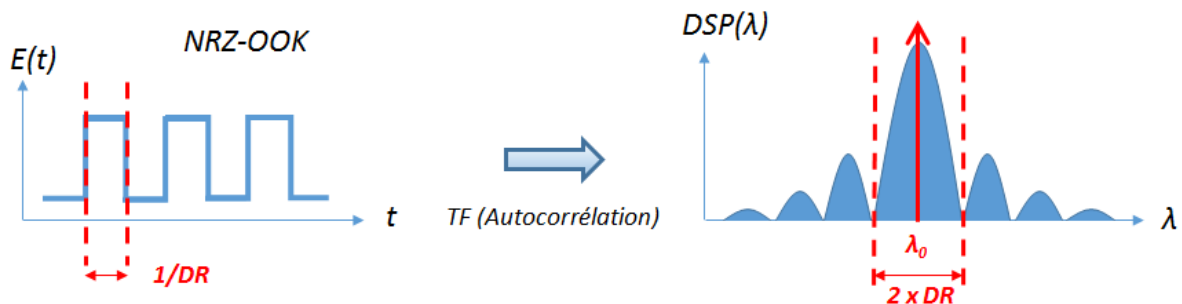 NRZ-OOK
E(t)
t
1/DR
TF (Autocorrélation)
DSP(λ)
λ
λ0
2 x DR